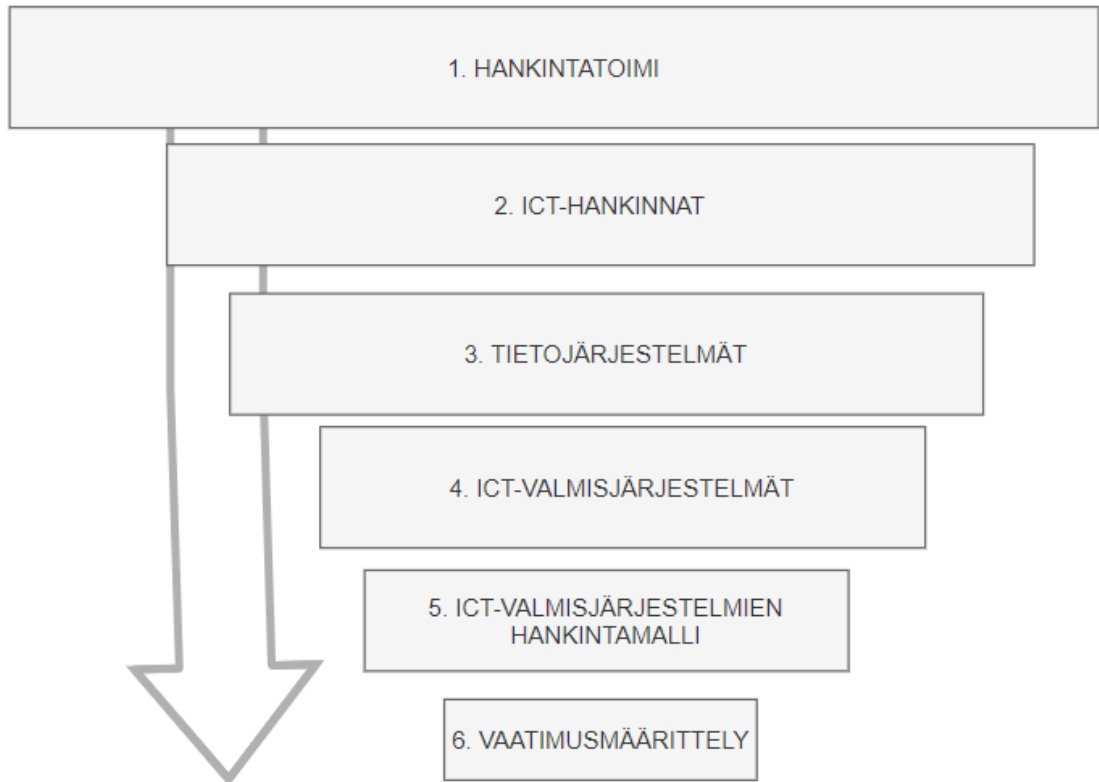 1. HANKINTATOIMI
2. ICT-HANKINNAT
3. TIETOJÄRJESTELMÄT
4. ICT-VALMISJÄRJESTELMÄT
5. ICT-VALMISJÄRJESTELMIEN
HANKINTAMALLI
6. VAATIMUSMÄÄRITTELY